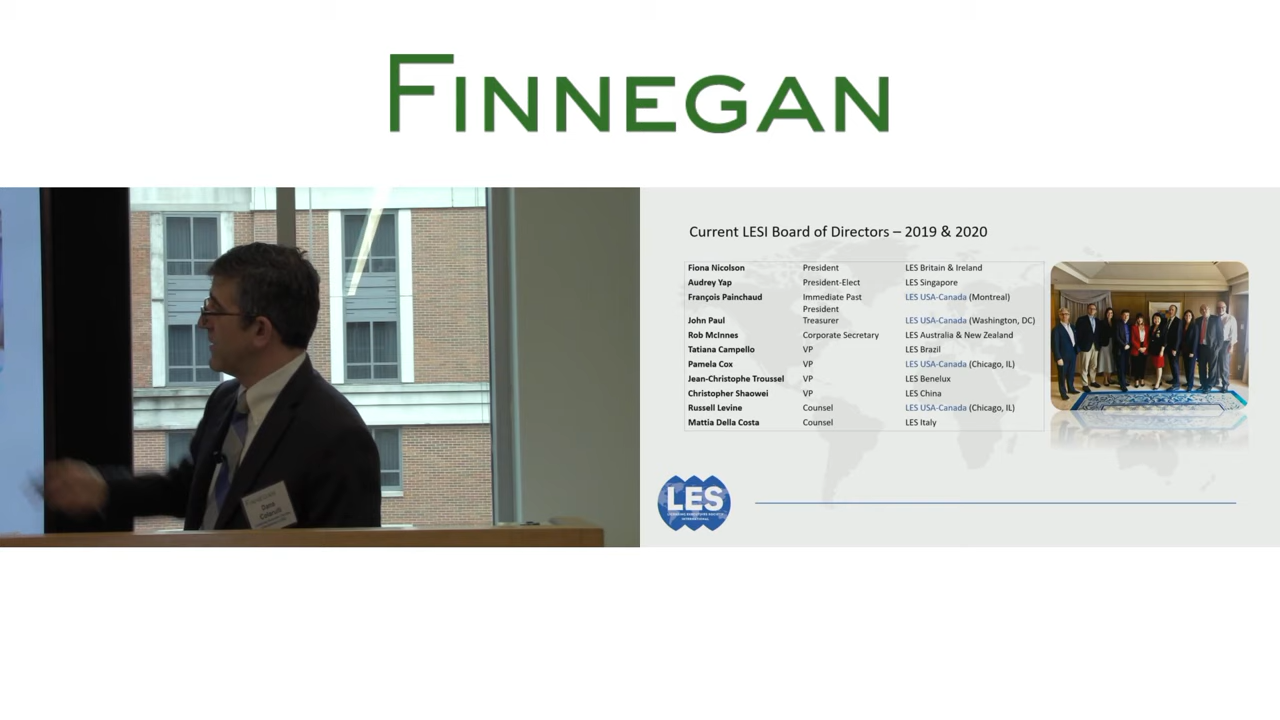 FINNEGAN
Current LESI Board of Directors – 2019 & 2020
Fiona Nicolson President LES Britain & Ireland
Audrey Yap President-Elect LES Singapore
François Painchaud Immediate Past President LES USA-Canada (Montreal)
John Paul Treasurer LES USA-Canada (Washington, DC)
Rob McInnes Corporate Secretary LES Australia & New Zealand
Tatiana Campello VP LES Brazil
Pamela Cox VP LES USA-Canada (Chicago, IL)
Jean-Christophe Troussel VP LES Benelux
Christopher Shaowei VP LES China
Russell Levine Counsel LES USA-Canada (Chicago, IL)
Mattia Della Costa Counsel LES Italy
LES
INTERNATIONAL